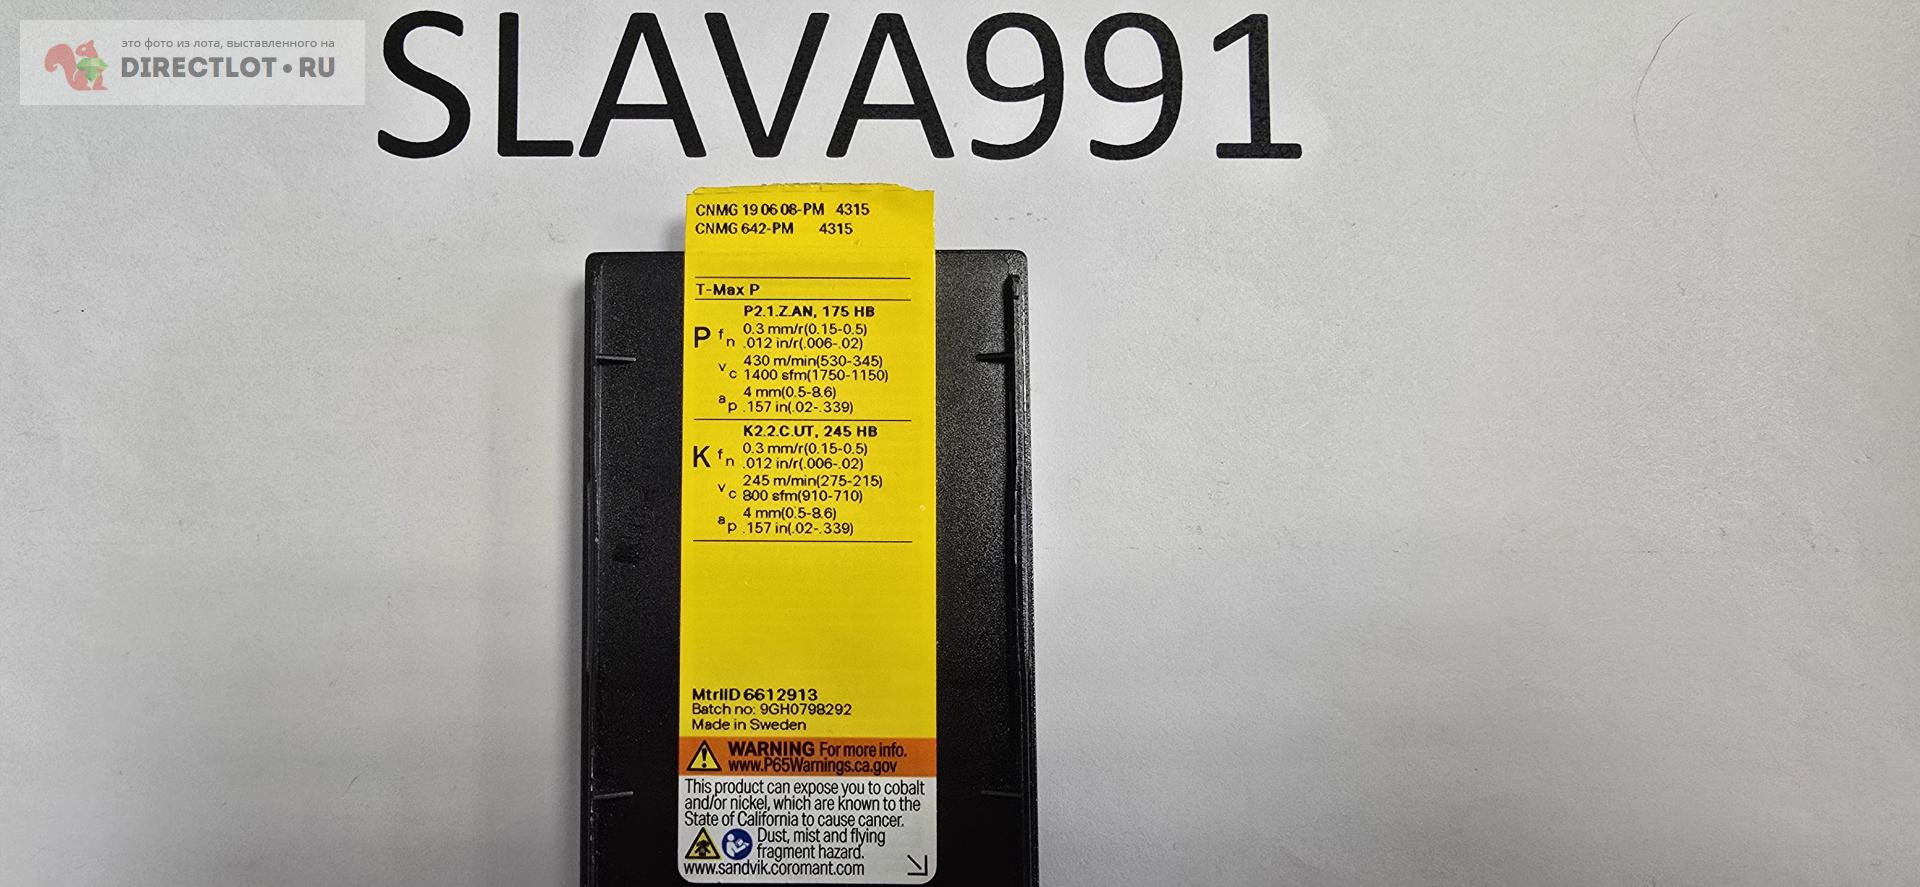 это фото из лота, выставленного на
DIRECTLOT•RU
SLAVA991
CNMG 19 06 08-PM 4315
CNMG 642-PM 4315
T-Max P
P2.1.Z.AN, 175 HB
P fn 0.3 mm/r(0.15-0.5)
.012 in/r(.006-.02)
vc 430 m/min(530-345)
1400 sfm(1750-1150)
ap 4 mm(0.5-8.6)
.157 in(.02-.339)
K2.2.C.UT, 245 HB
K fn 0.3 mm/r(0.15-0.5)
.012 in/r(.006-.02)
vc 245 m/min(275-215)
800 sfm(910-710)
ap 4 mm(0.5-8.6)
.157 in(.02-.339)
MtrlID 6612913
Batch no: 9GH0798292
Made in Sweden
WARNING For more info.
www.P65Warnings.ca.gov
This product can expose you to cobalt
and/or nickel, which are known to the
State of California to cause cancer.
Dust, mist and flying
fragment hazard.
www.sandvik.coromant.com